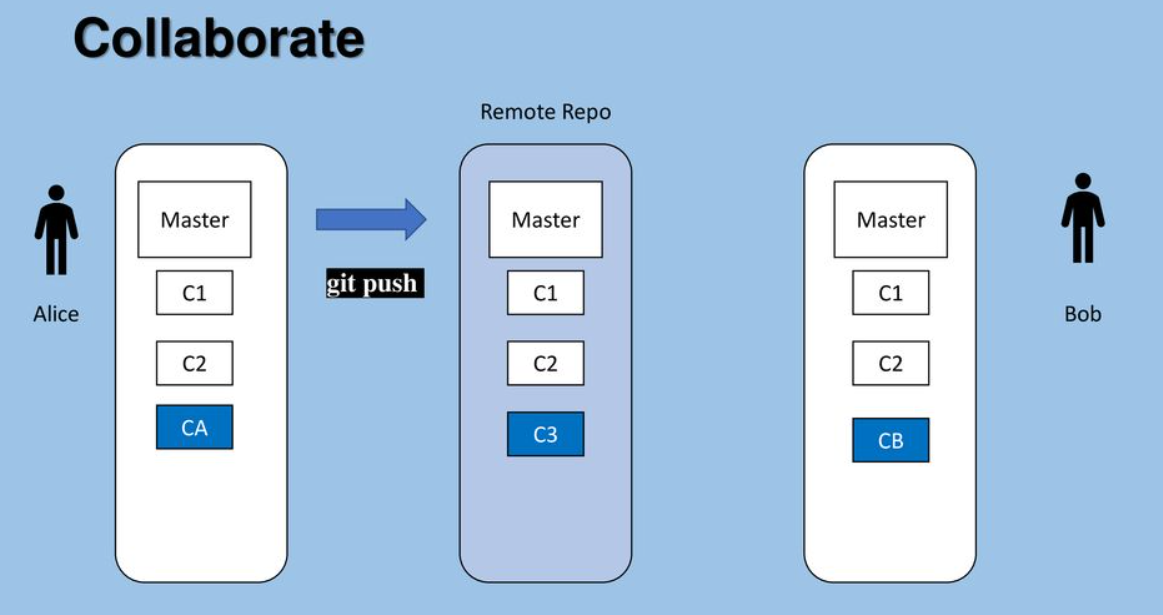 Collaborate
Remote Repo
Master
C1
C2
CA
Alice
git push
Master
C1
C2
C3
Master
C1
C2
CB
Bob